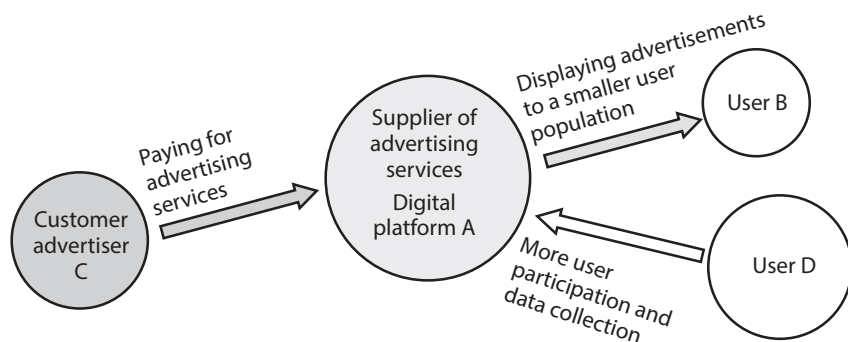 Customer
advertiser
C
Paying for
advertising
services
Supplier of
advertising
services
Digital
platform A
Displaying advertisements
to a smaller user
population
User B
More user
participation and
data collection
User D